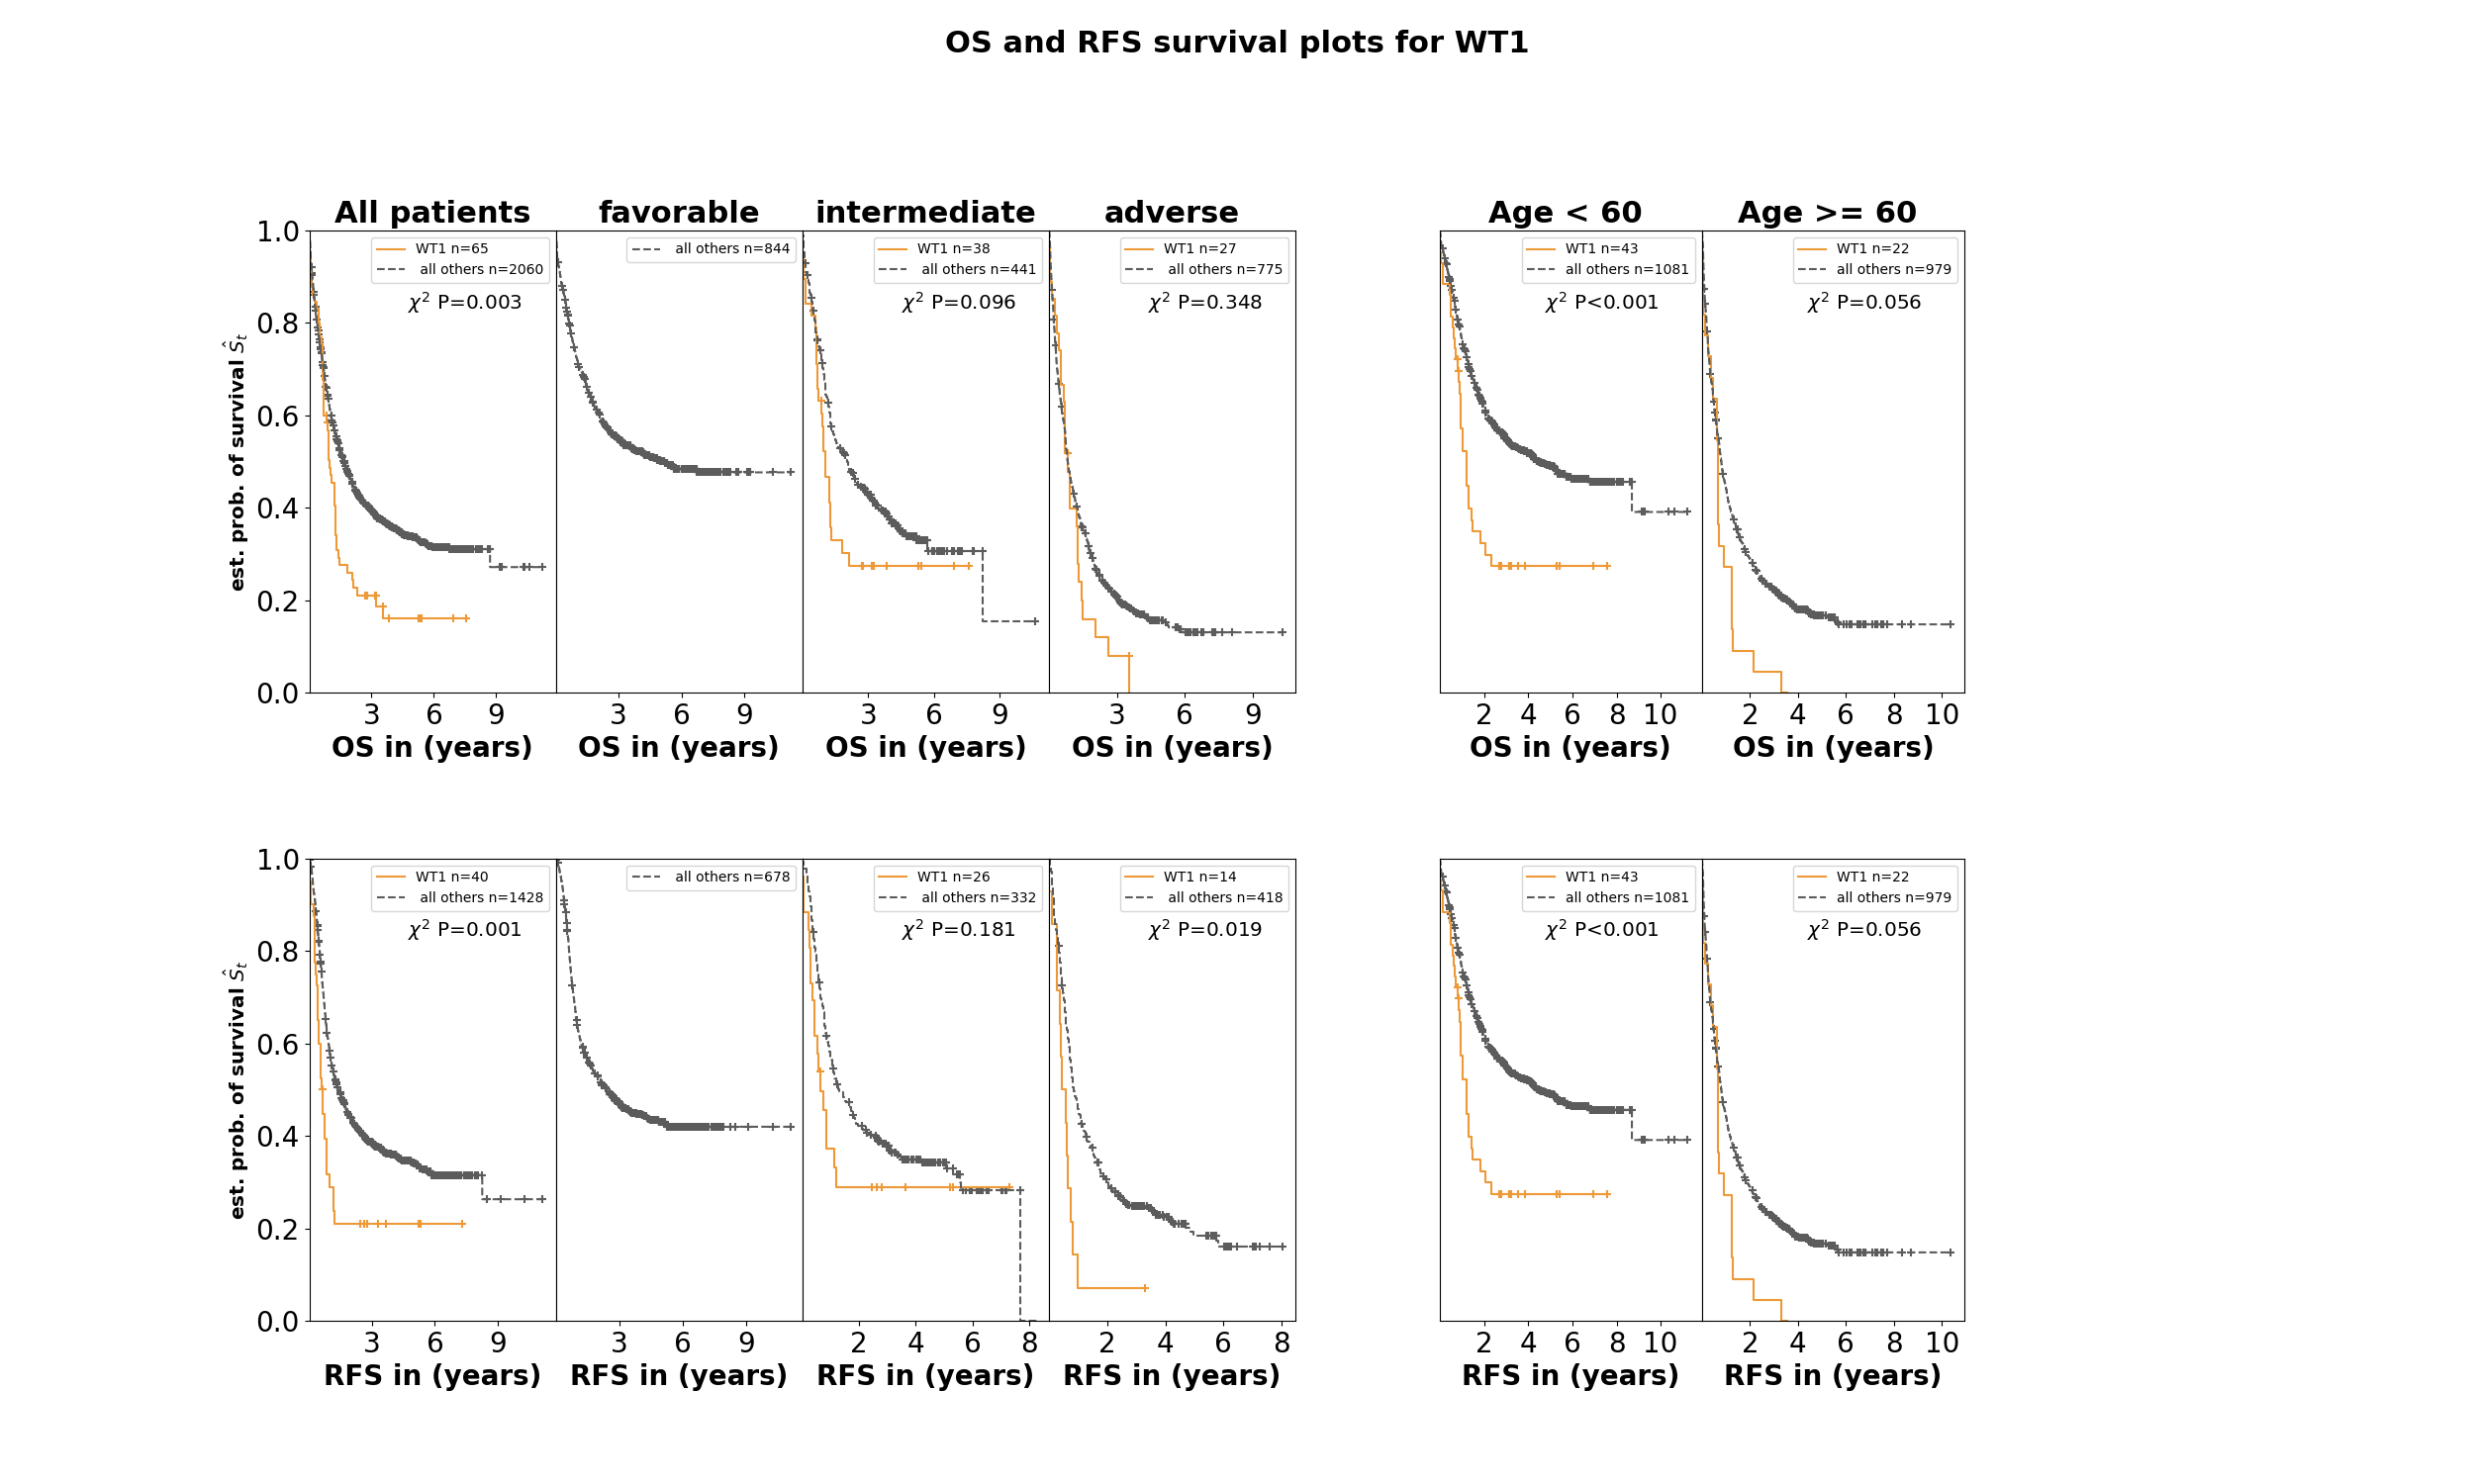 OS and RFS survival plots for WT1
All patients favorable intermediate adverse Age < 60 Age >= 60
est. prob. of survival Ŝt
1.0
0.8
0.6
0.4
0.2
0.0
WT1 n=65
all others n=2060
χ² P=0.003
3 6 9
OS in (years)
all others n=844
3 6 9
OS in (years)
WT1 n=38
all others n=441
χ² P=0.096
3 6 9
OS in (years)
WT1 n=27
all others n=775
χ² P=0.348
3 6 9
OS in (years)
WT1 n=43
all others n=1081
χ² P<0.001
2 4 6 8 10
OS in (years)
WT1 n=22
all others n=979
χ² P=0.056
2 4 6 8 10
OS in (years)
est. prob. of survival Ŝt
1.0
0.8
0.6
0.4
0.2
0.0
WT1 n=40
all others n=1428
χ² P=0.001
3 6 9
RFS in (years)
all others n=678
3 6 9
RFS in (years)
WT1 n=26
all others n=332
χ² P=0.181
2 4 6 8
RFS in (years)
WT1 n=14
all others n=418
χ² P=0.019
2 4 6 8
RFS in (years)
WT1 n=43
all others n=1081
χ² P<0.001
2 4 6 8 10
RFS in (years)
WT1 n=22
all others n=979
χ² P=0.056
2 4 6 8 10
RFS in (years)